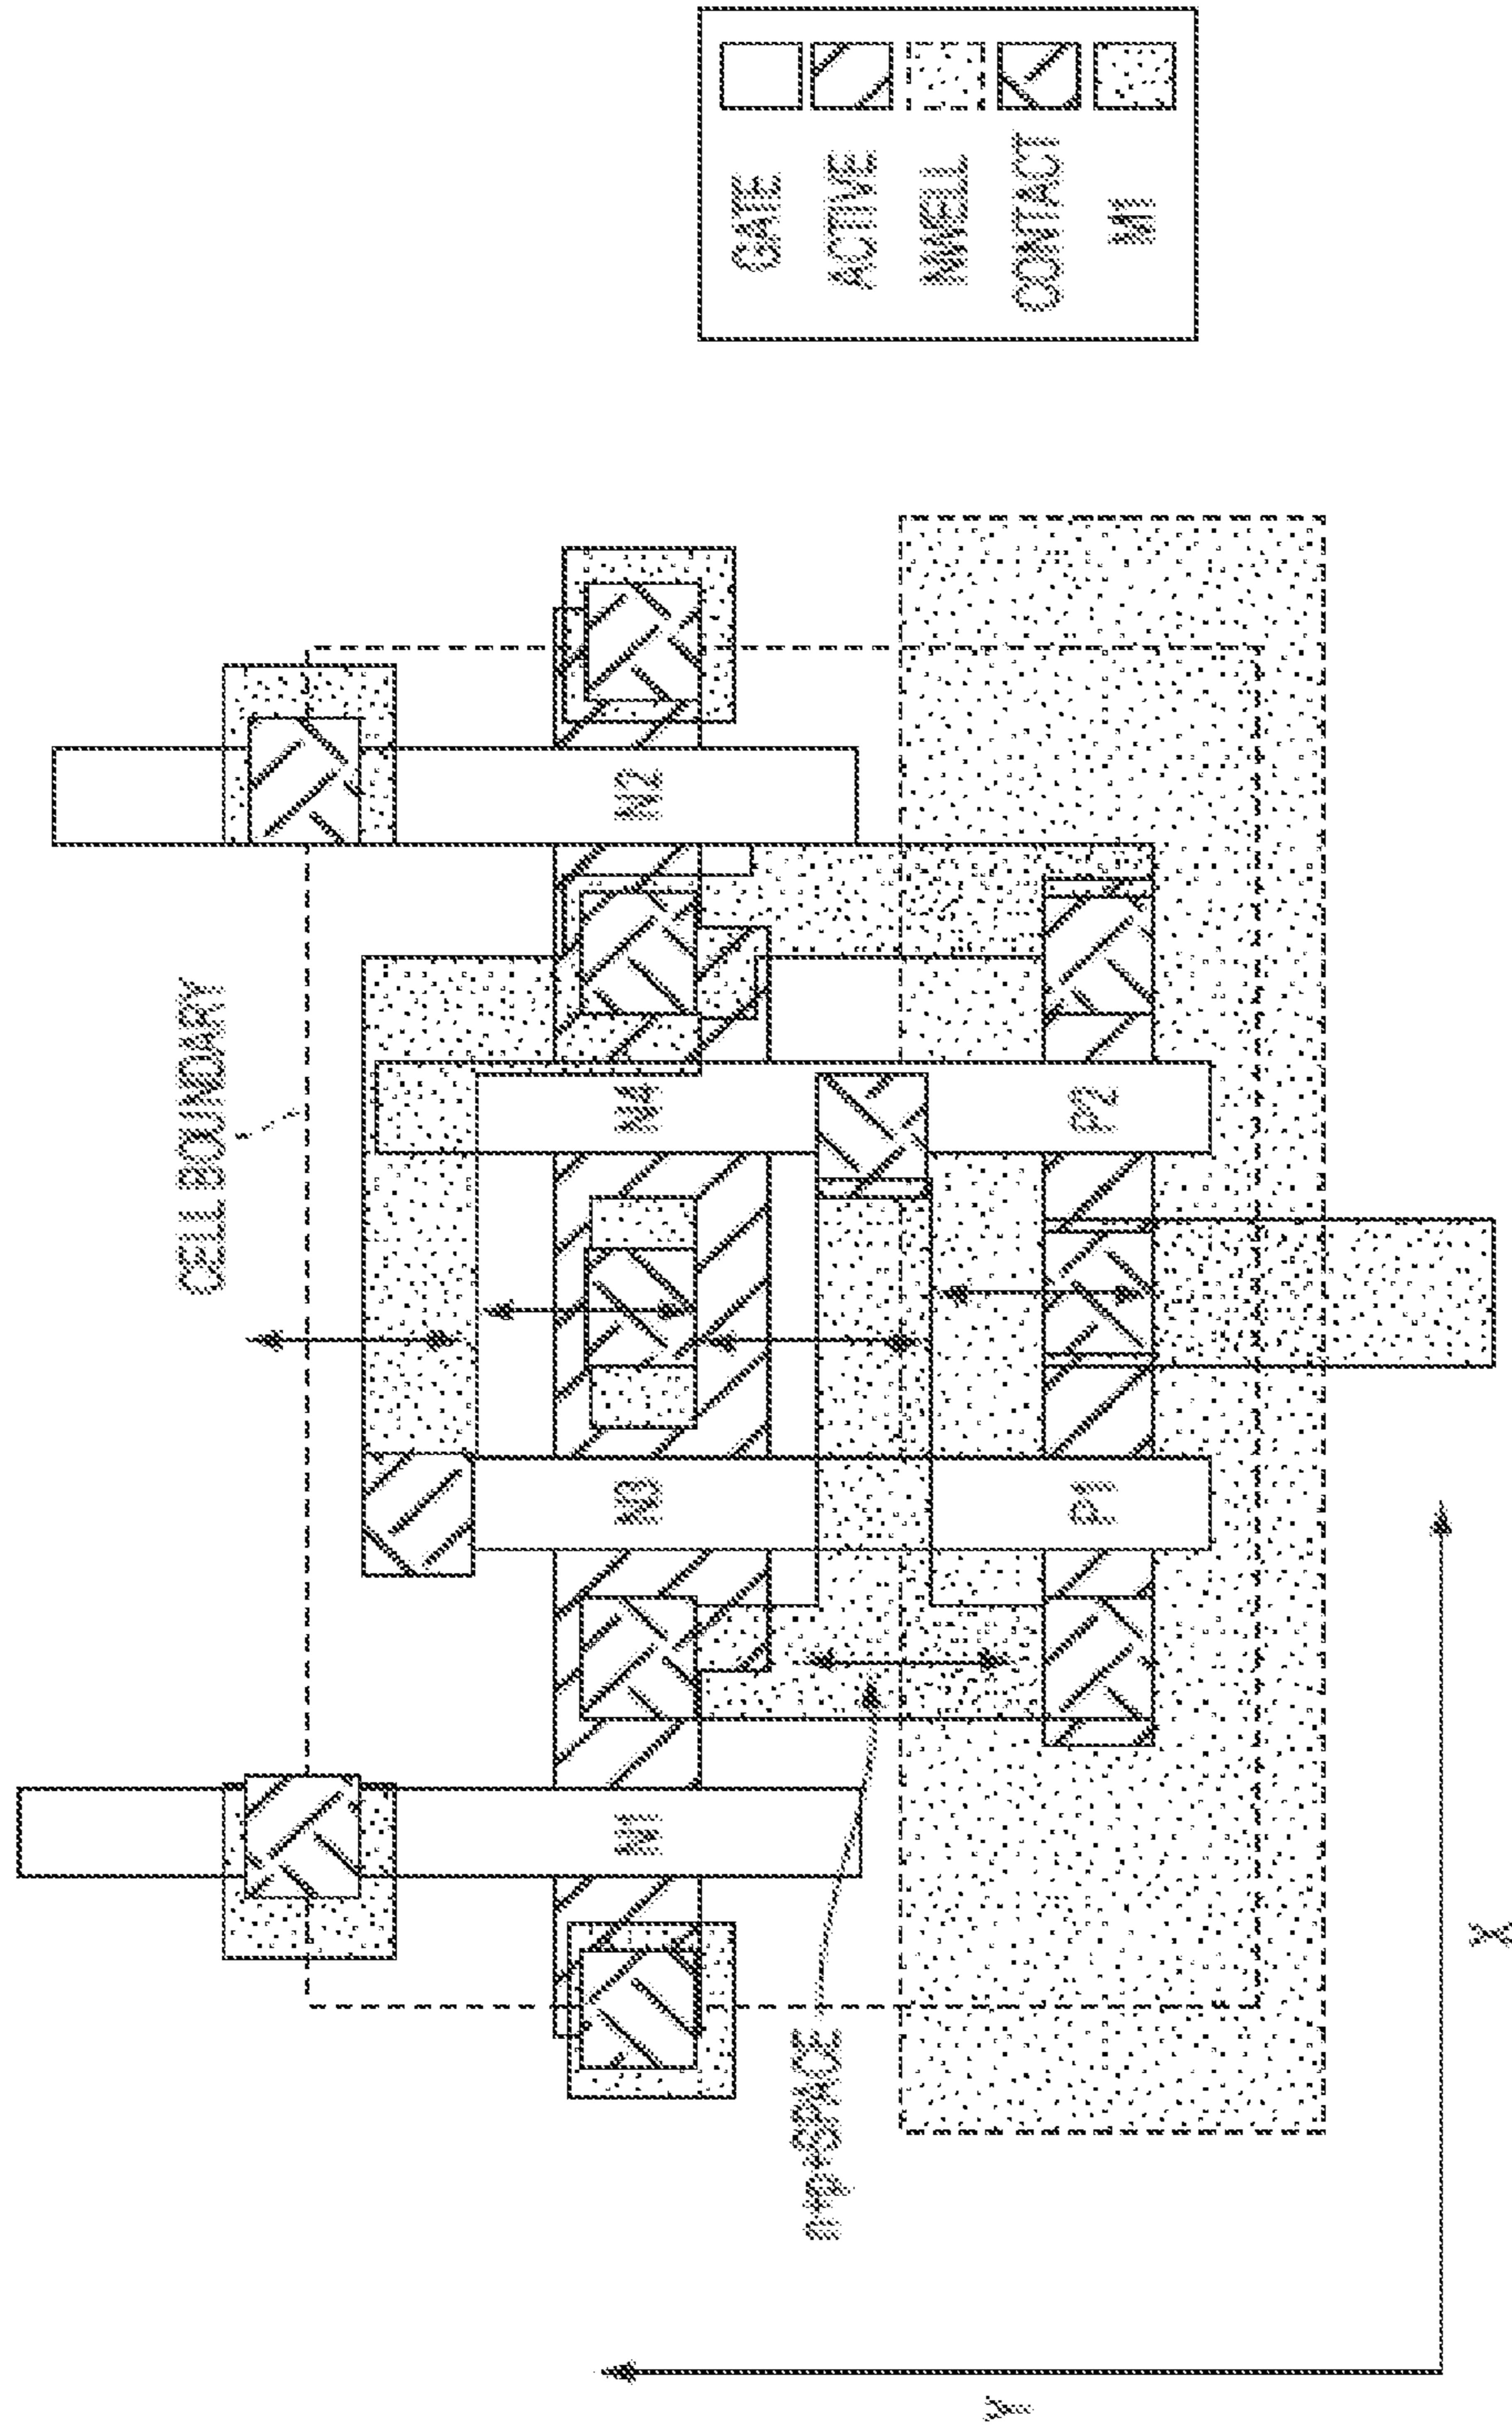 CELL BOUNDARY
N1
N3
N4
N2
P1
P2
n-p+SPACE
Y
X
GATE
ACTIVE
NWELL
CONTACT
M1